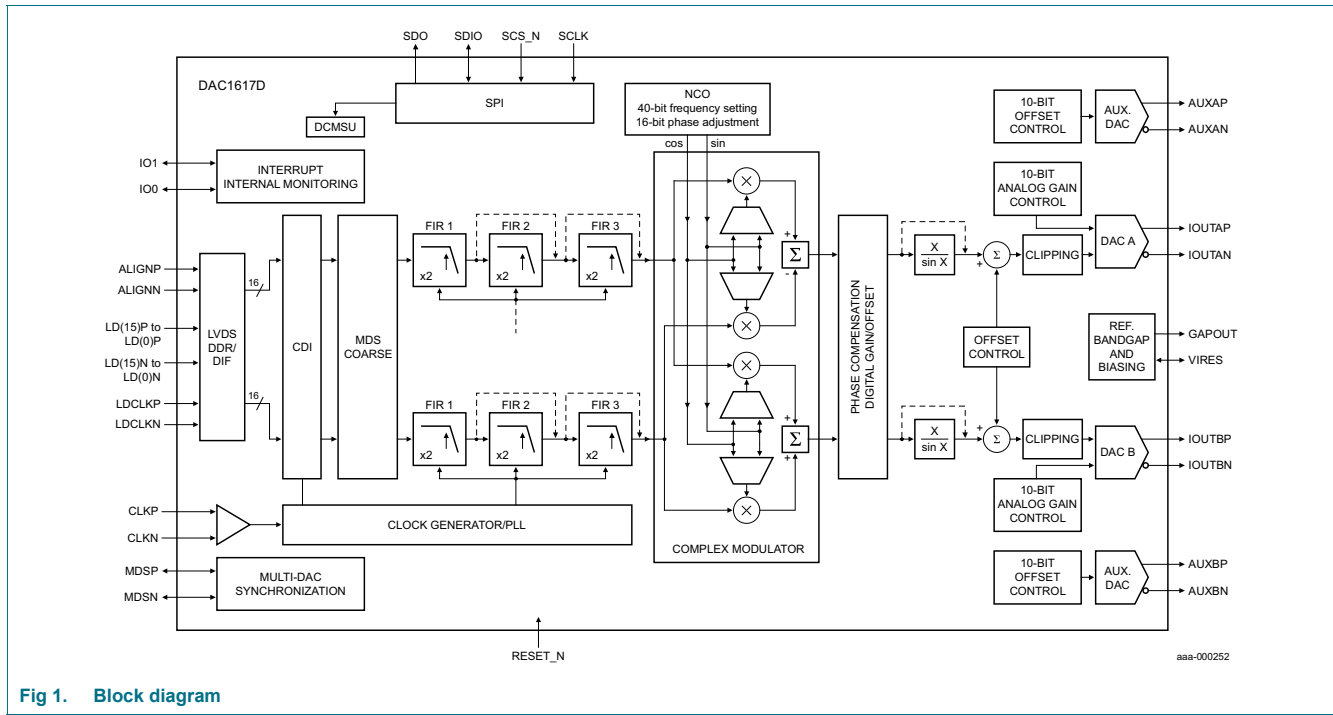 SDO SDIO SCS_N SCLK
DAC1617D
SPI
DCMSU
NCO
40-bit frequency setting
16-bit phase adjustment
cos sin
10-BIT
OFFSET
CONTROL
AUX.
DAC
AUXAP
AUXAN
IO1
IO0
INTERRUPT
INTERNAL MONITORING
10-BIT
ANALOG GAIN
CONTROL
ALIGNP
ALIGNN
LD(15)P to
LD(0)P
LD(15)N to
LD(0)N
LDCLKP
LDCLKN
LVDS
DDR/
DIF
16
16
CDI
MDS
COARSE
FIR 1
x2
FIR 2
x2
FIR 3
x2
FIR 1
x2
FIR 2
x2
FIR 3
x2
×
+
Σ
-
×
×
+
Σ
+
×
COMPLEX MODULATOR
PHASE COMPENSATION
DIGITAL GAIN/OFFSET
X
sin X
+
Σ
CLIPPING
DAC A
IOUTAP
IOUTAN
OFFSET
CONTROL
REF.
BANDGAP
AND
BIASING
GAPOUT
VIRES
X
sin X
+
Σ
CLIPPING
DAC B
IOUTBP
IOUTBN
10-BIT
ANALOG GAIN
CONTROL
CLKP
CLKN
CLOCK GENERATOR/PLL
MDSP
MDSN
MULTI-DAC
SYNCHRONIZATION
10-BIT
OFFSET
CONTROL
AUX.
DAC
AUXBP
AUXBN
RESET_N
aaa-000252
Fig 1. Block diagram